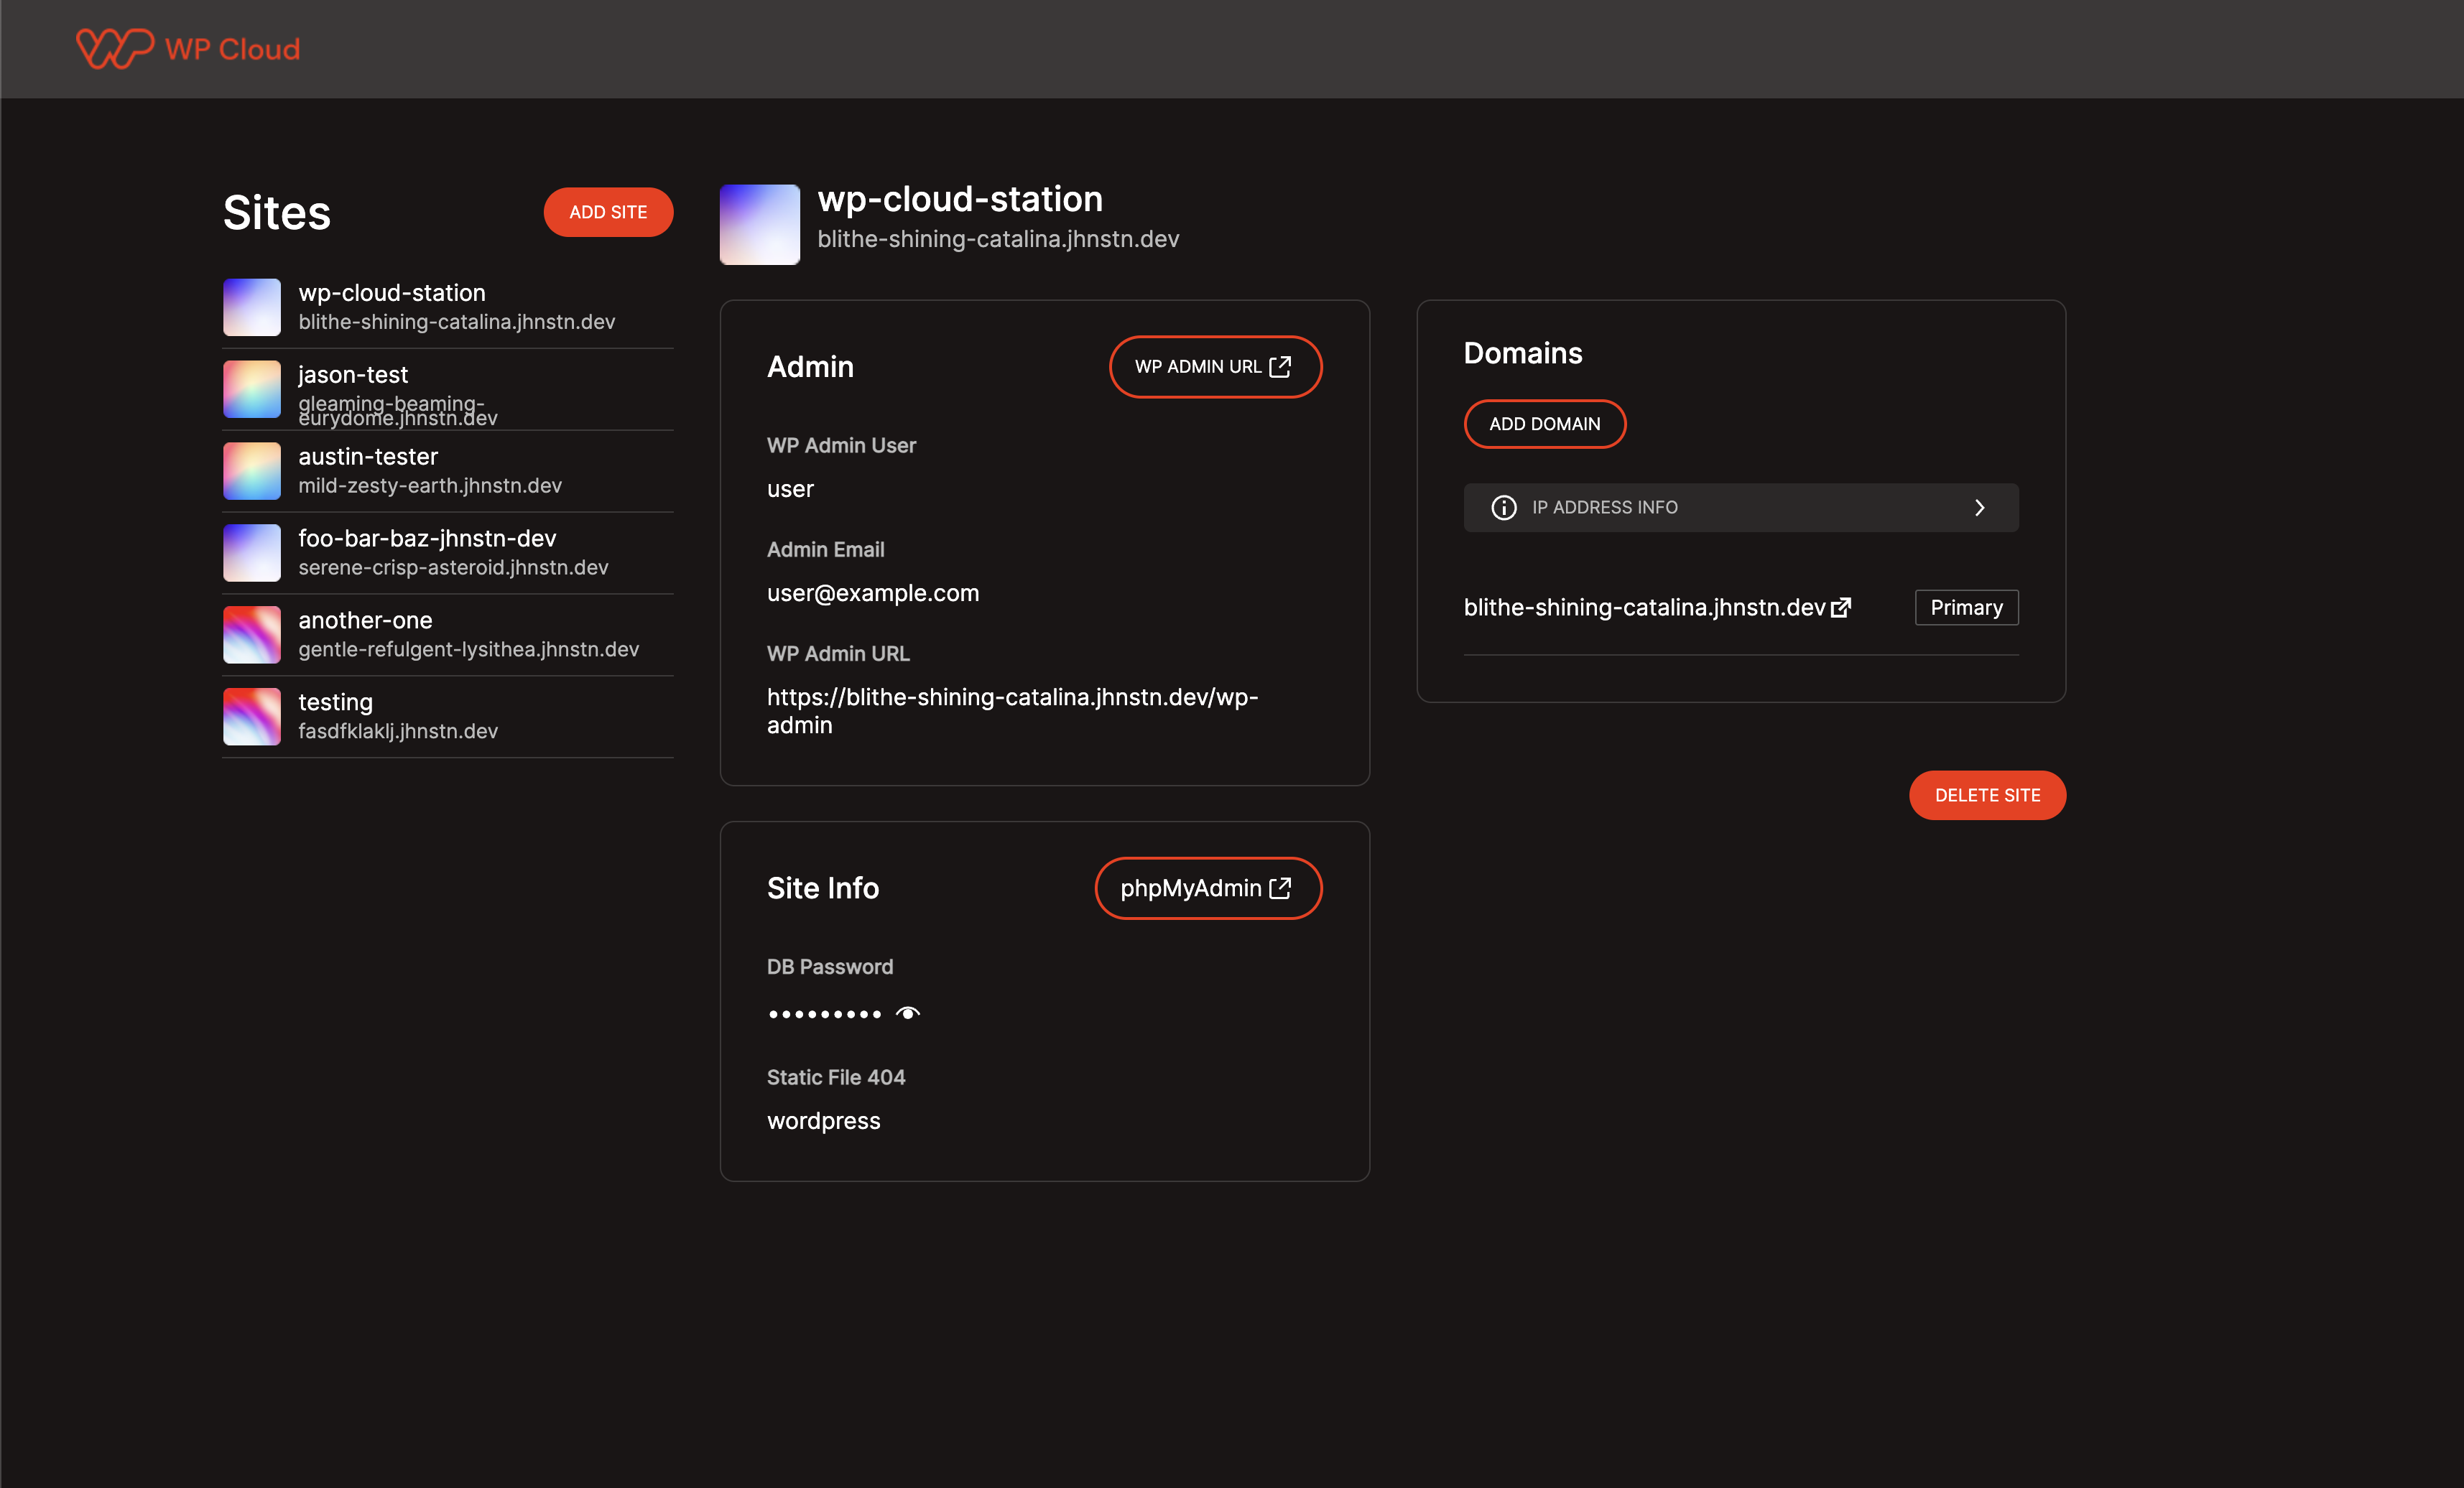 WP Cloud
Sites
ADD SITE
wp-cloud-station
blithe-shining-catalina.jhnstn.dev
jason-test
gleaming-beaming-
eurydome.jhnstn.dev
austin-tester
mild-zesty-earth.jhnstn.dev
foo-bar-baz-jhnstn-dev
serene-crisp-asteroid.jhnstn.dev
another-one
gentle-refulgent-lysithea.jhnstn.dev
testing
fasdfklaklj.jhnstn.dev
wp-cloud-station
blithe-shining-catalina.jhnstn.dev
Admin
WP ADMIN URL
WP Admin User
user
Admin Email
user@example.com
WP Admin URL
https://blithe-shining-catalina.jhnstn.dev/wp-
admin
Site Info
phpMyAdmin
DB Password
•••••••••
Static File 404
wordpress
Domains
ADD DOMAIN
IP ADDRESS INFO
blithe-shining-catalina.jhnstn.dev
Primary
DELETE SITE